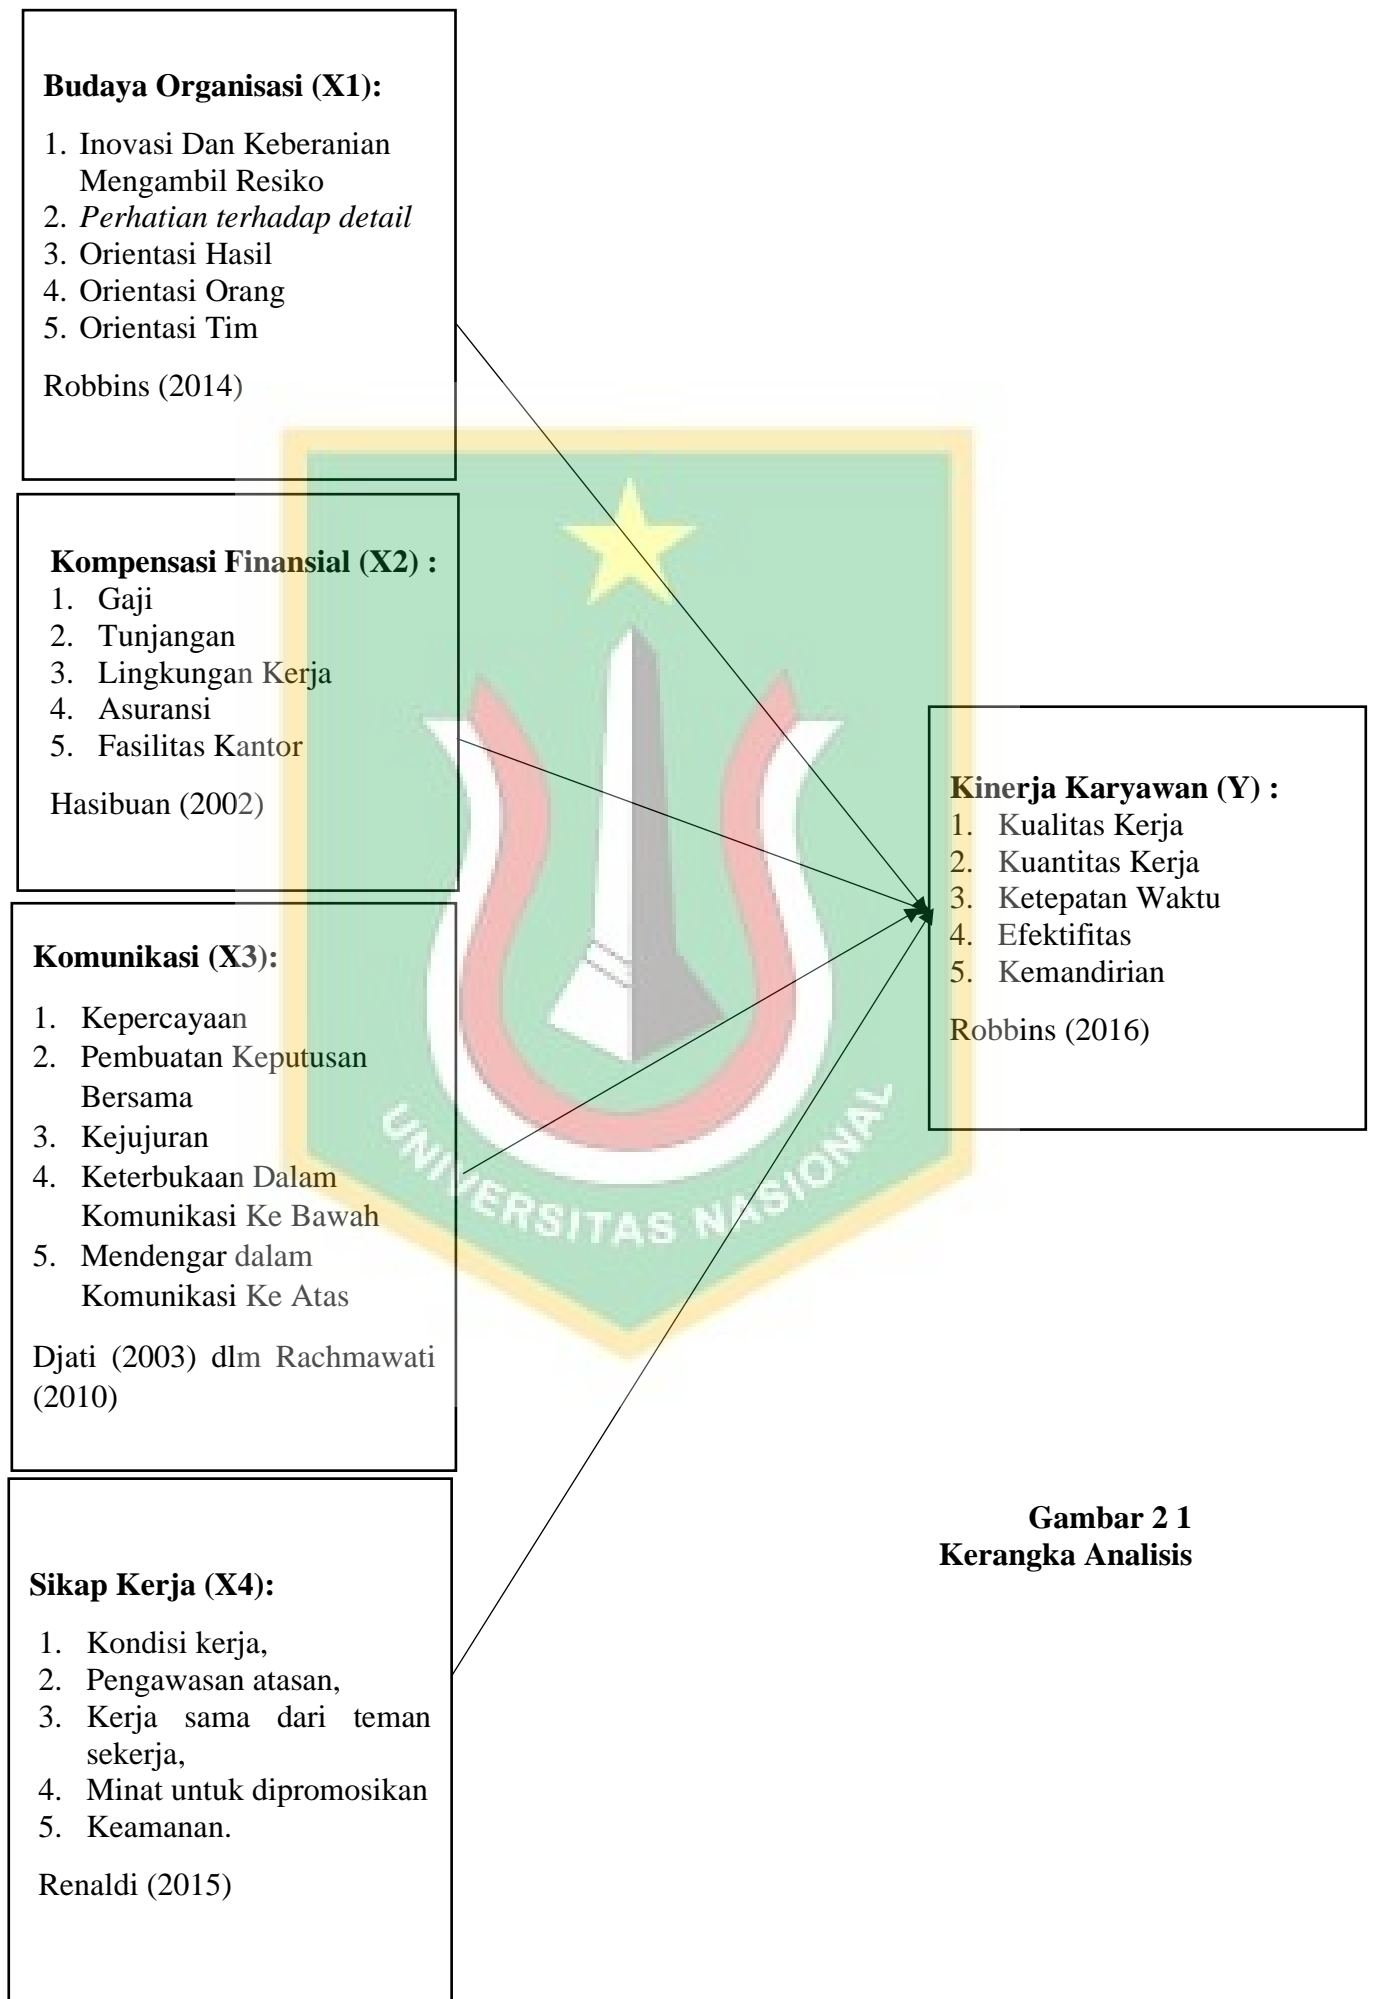 Budaya Organisasi (X1):
1. Inovasi Dan Keberanian
Mengambil Resiko
2. Perhatian terhadap detail
3. Orientasi Hasil
4. Orientasi Orang
5. Orientasi Tim
Robbins (2014)
Kompensasi Finansial (X2) :
1. Gaji
2. Tunjangan
3. Lingkungan Kerja
4. Asuransi
5. Fasilitas Kantor
Hasibuan (2002)
Komunikasi (X3):
1. Kepercayaan
2. Pembuatan Keputusan
Bersama
3. Kejujuran
4. Keterbukaan Dalam
Komunikasi Ke Bawah
5. Mendengar dalam
Komunikasi Ke Atas
Djati (2003) dlm Rachmawati
(2010)
Sikap Kerja (X4):
1. Kondisi kerja,
2. Pengawasan atasan,
3. Kerja sama dari teman
sekerja,
4. Minat untuk dipromosikan
5. Keamanan.
Renaldi (2015)
Kinerja Karyawan (Y) :
1. Kualitas Kerja
2. Kuantitas Kerja
3. Ketepatan Waktu
4. Efektifitas
5. Kemandirian
Robbins (2016)
UNIVERSITAS NASIONAL
Gambar 2 1
Kerangka Analisis